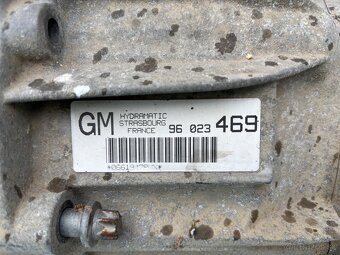 GM
HYDRAMATIC
STRASBOURG
FRANCE
96 023 469